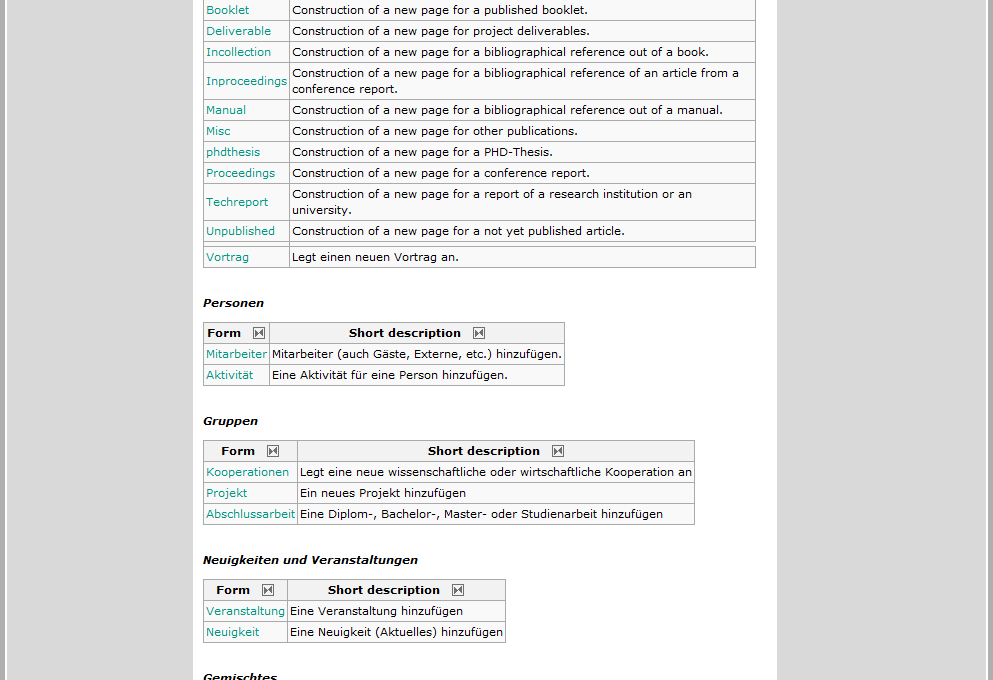 Booklet Construction of a new page for a published booklet.
Deliverable Construction of a new page for project deliverables.
Incollection Construction of a new page for a bibliographical reference out of a book.
Inproceedings Construction of a new page for a bibliographical reference of an article from a
conference report.
Manual Construction of a new page for a bibliographical reference out of a manual.
Misc Construction of a new page for other publications.
phdthesis Construction of a new page for a PHD-Thesis.
Proceedings Construction of a new page for a conference report.
Techreport Construction of a new page for a report of a research institution or an
university.
Unpublished Construction of a new page for a not yet published article.
Vortrag Legt einen neuen Vortrag an.
Personen
Form Short description
Mitarbeiter Mitarbeiter (auch Gäste, Externe, etc.) hinzufügen.
Aktivität Eine Aktivität für eine Person hinzufügen.
Gruppen
Form Short description
Kooperationen Legt eine neue wissenschaftliche oder wirtschaftliche Kooperation an
Projekt Ein neues Projekt hinzufügen
Abschlussarbeit Eine Diplom-, Bachelor-, Master- oder Studienarbeit hinzufügen
Neuigkeiten und Veranstaltungen
Form Short description
Veranstaltung Eine Veranstaltung hinzufügen
Neuigkeit Eine Neuigkeit (Aktuelles) hinzufügen
Gemischtes